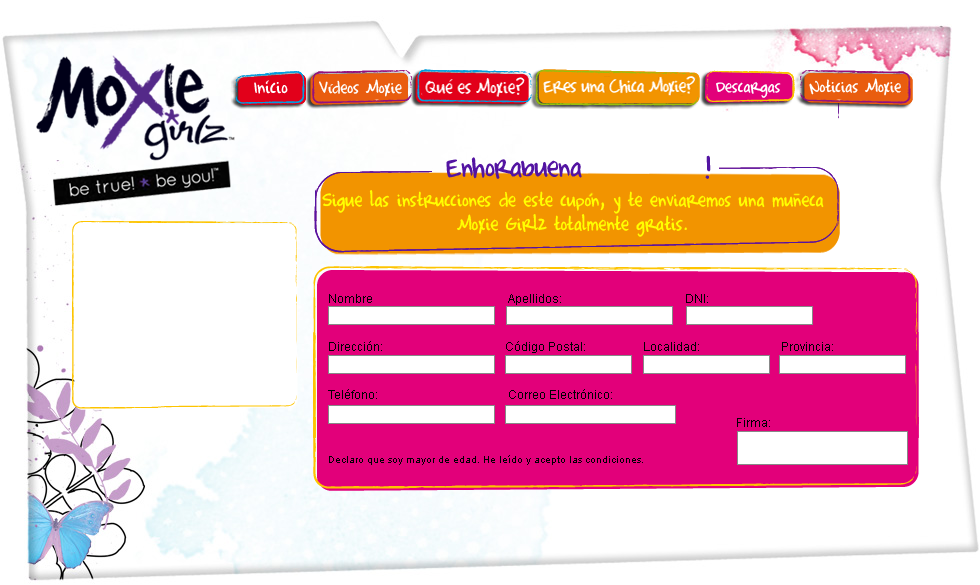 Moxie
girlz™
be true! * be you!™
Inicio Vídeos Moxie Qué es Moxie? Eres una Chica Moxie? Descargas Noticias Moxie
Enhorabuena !
Sigue las instrucciones de este cupón, y te enviaremos una muñeca
Moxie Girlz totalmente gratis.
Nombre Apellidos: DNI:
Dirección: Código Postal: Localidad: Provincia:
Teléfono: Correo Electrónico:
Firma:
Declaro que soy mayor de edad. He leído y acepto las condiciones.